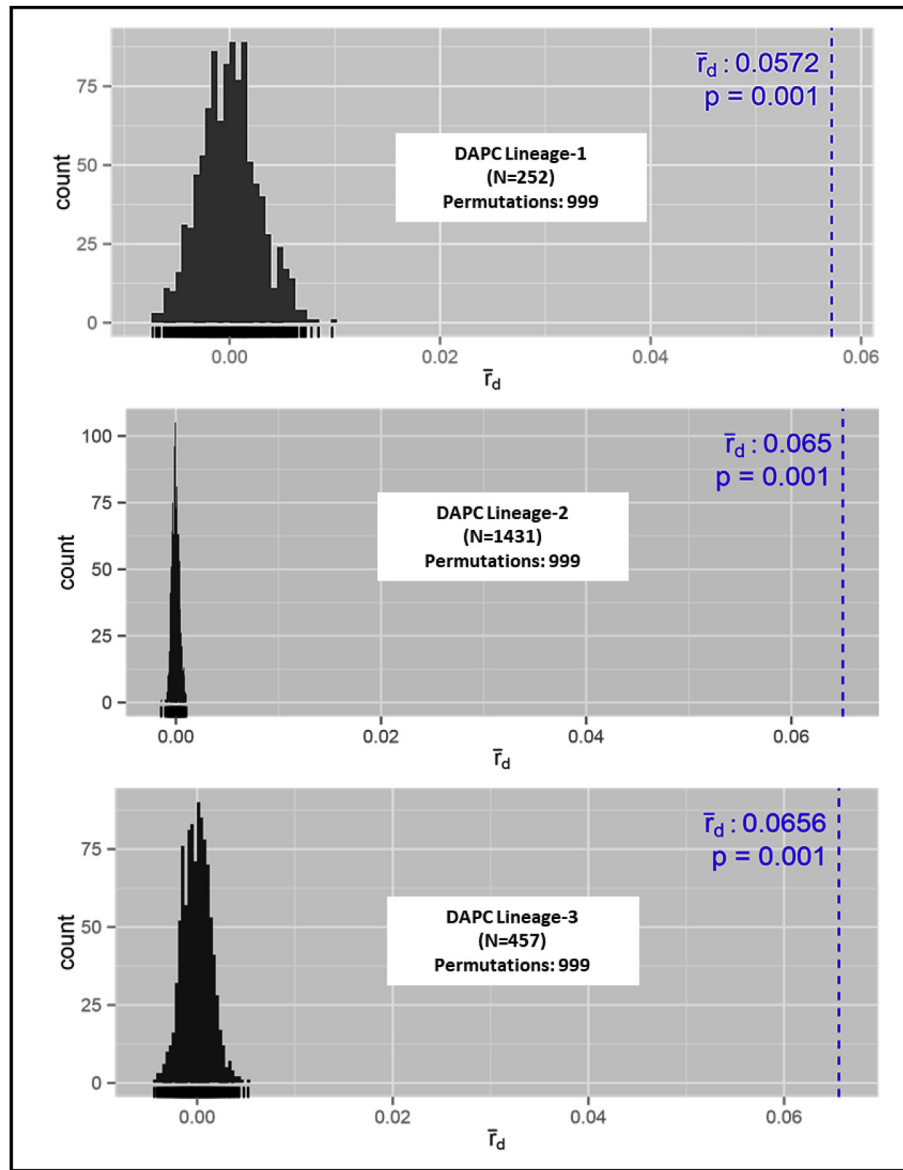 r̄d : 0.0572
p = 0.001
DAPC Lineage-1
(N=252)
Permutations: 999
count
75
50
25
0
0.00
0.02
0.04
0.06
r̄d
r̄d : 0.065
p = 0.001
DAPC Lineage-2
(N=1431)
Permutations: 999
count
100
75
50
25
0
0.00
0.02
0.04
0.06
r̄d
r̄d : 0.0656
p = 0.001
DAPC Lineage-3
(N=457)
Permutations: 999
count
75
50
25
0
0.00
0.02
0.04
0.06
r̄d